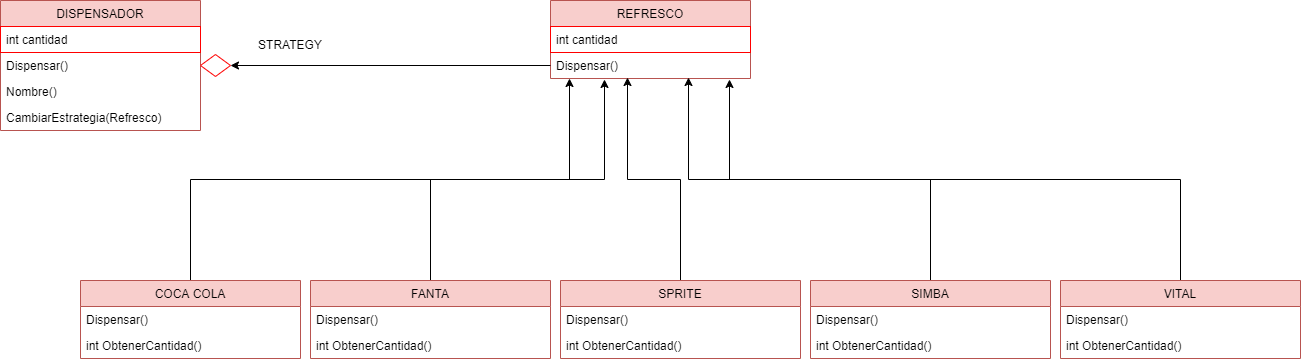 DISPENSADOR
int cantidad
Dispensar()
Nombre()
CambiarEstrategia(Refresco)
STRATEGY
REFRESCO
int cantidad
Dispensar()
COCA COLA
Dispensar()
int ObtenerCantidad()
FANTA
Dispensar()
int ObtenerCantidad()
SPRITE
Dispensar()
int ObtenerCantidad()
SIMBA
Dispensar()
int ObtenerCantidad()
VITAL
Dispensar()
int ObtenerCantidad()